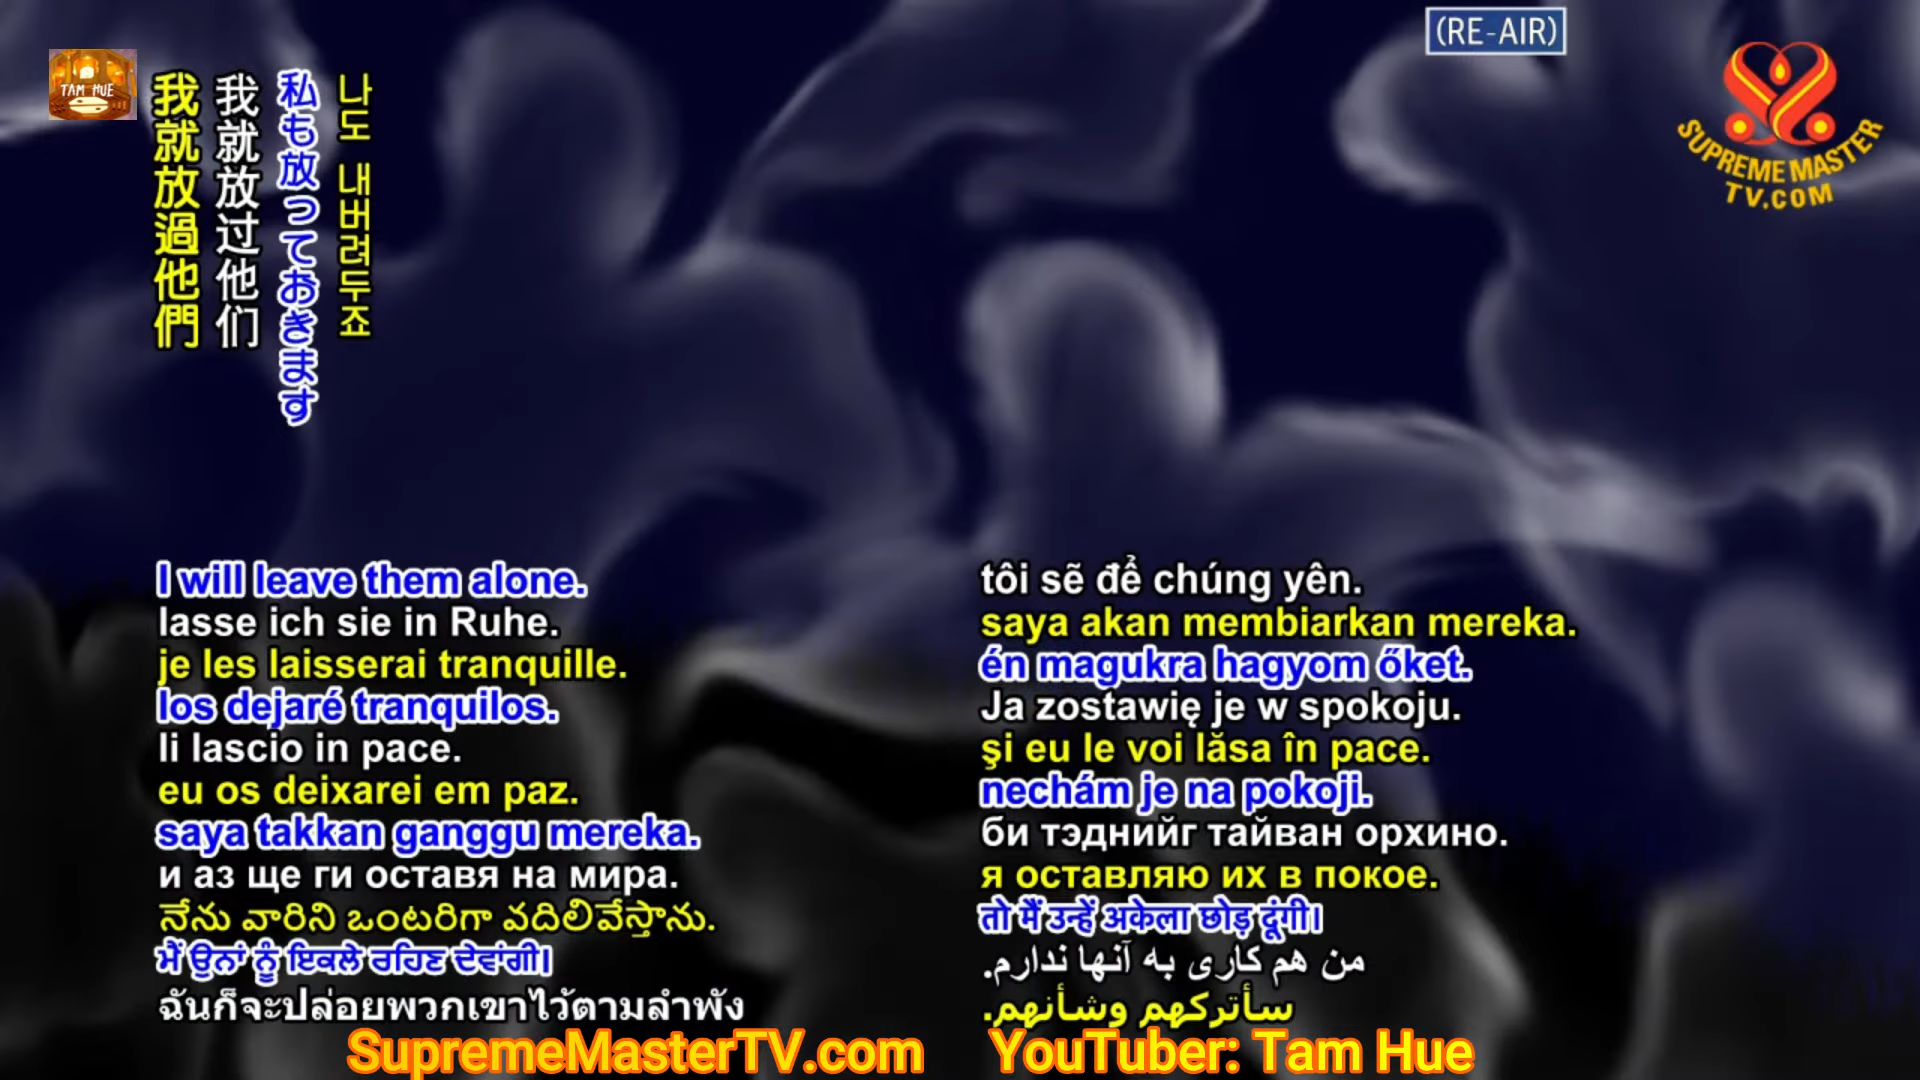 (RE-AIR)
TAM HUE
SUPREME MASTER
TV.COM
我就放過他們
我就放过他们
私も放っておきます
나도 내버려두죠
I will leave them alone.
lasse ich sie in Ruhe.
je les laisserai tranquille.
los dejaré tranquilos.
li lascio in pace.
eu os deixarei em paz.
saya takkan ganggu mereka.
и аз ще ги оставя на мира.
నేను వారిని ఒంటరిగా వదిలివేస్తాను.
ਮੈਂ ਉਨਾਂ ਨੂੰ ਇਕਲੇ ਰਹਿਣ ਦੇਵਾਂਗੀ।
ฉันก็จะปล่อยพวกเขาไว้ตามลำพัง
tôi sẽ để chúng yên.
saya akan membiarkan mereka.
én magukra hagyom őket.
Ja zostawię je w spokoju.
şi eu le voi lăsa în pace.
nechám je na pokoji.
би тэднийг тайван орхино.
я оставляю их в покое.
तो मैं उन्हें अकेला छोड़ दूंगी।
من هم کاری به آنها ندارم.
سأتركهم وشأنهم.
SupremeMasterTV.com
YouTuber: Tam Hue